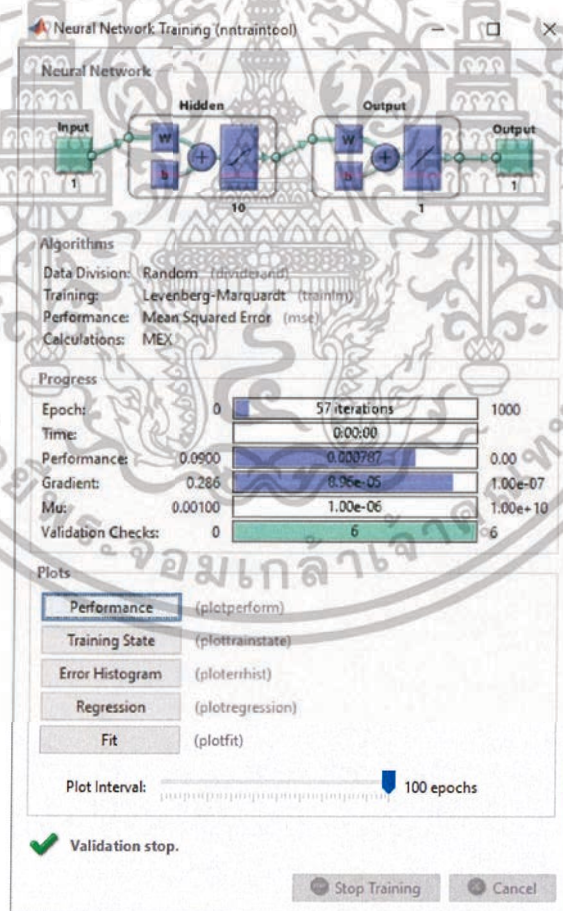 Neural Network Training (nntraintool)
Neural Network
Hidden
Output
Input
Output
W
b
W
b
1
10
1
1
Algorithms
Data Division: Random (dividerand)
Training: Levenberg-Marquardt (trainlm)
Performance: Mean Squared Error (mse)
Calculations: MEX
Progress
Epoch: 0 57 iterations 1000
Time: 0:00:00
Performance: 0.0900 0.000787 0.00
Gradient: 0.286 8.96e-05 1.00e-07
Mu: 0.00100 1.00e-06 1.00e+10
Validation Checks: 0 6 6
Plots
Performance (plotperform)
Training State (plottrainstate)
Error Histogram (ploterrhist)
Regression (plotregression)
Fit (plotfit)
Plot Interval: 100 epochs
Validation stop.
Stop Training Cancel